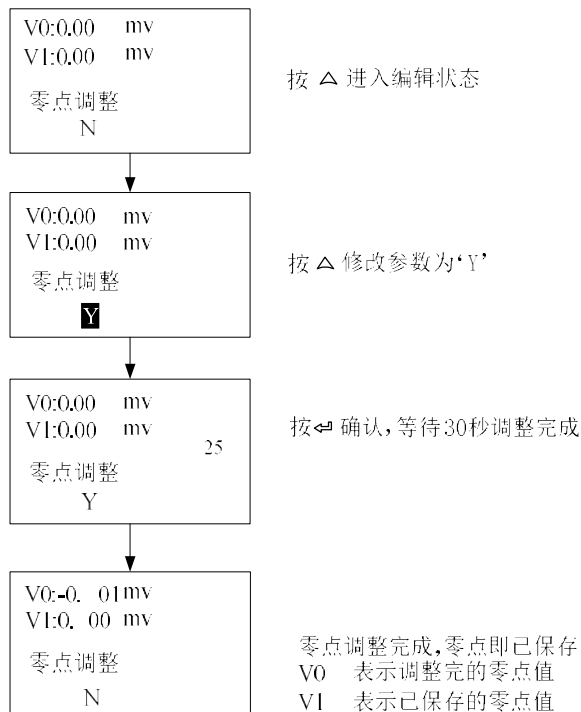 V0:0.00 mv
V1:0.00 mv
零点调整
N
按 △ 进入编辑状态
V0:0.00 mv
V1:0.00 mv
零点调整
Y
按 △ 修改参数为‘Y’
V0:0.00 mv
V1:0.00 mv
25
零点调整
Y
按⏎ 确认,等待30秒调整完成
V0:-0. 01mv
V1:0. 00 mv
零点调整
N
零点调整完成,零点即已保存
V0 表示调整完的零点值
V1 表示已保存的零点值